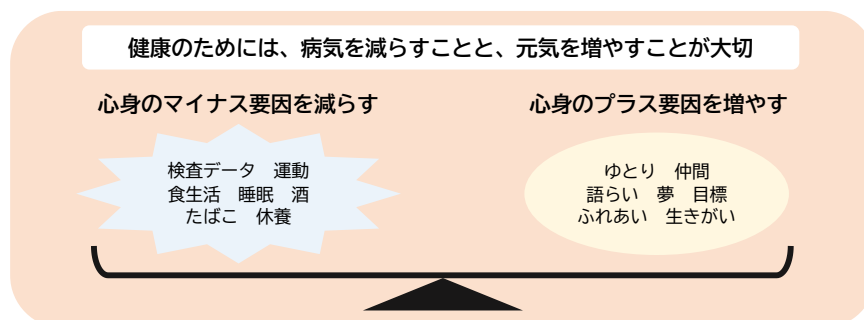 健康のためには、病気を減らすことと、元気を増やすことが大切
心身のマイナス要因を減らす
検査データ　運動
食生活　睡眠　酒
たばこ　休養
心身のプラス要因を増やす
ゆとり　仲間
語らい　夢　目標
ふれあい　生きがい